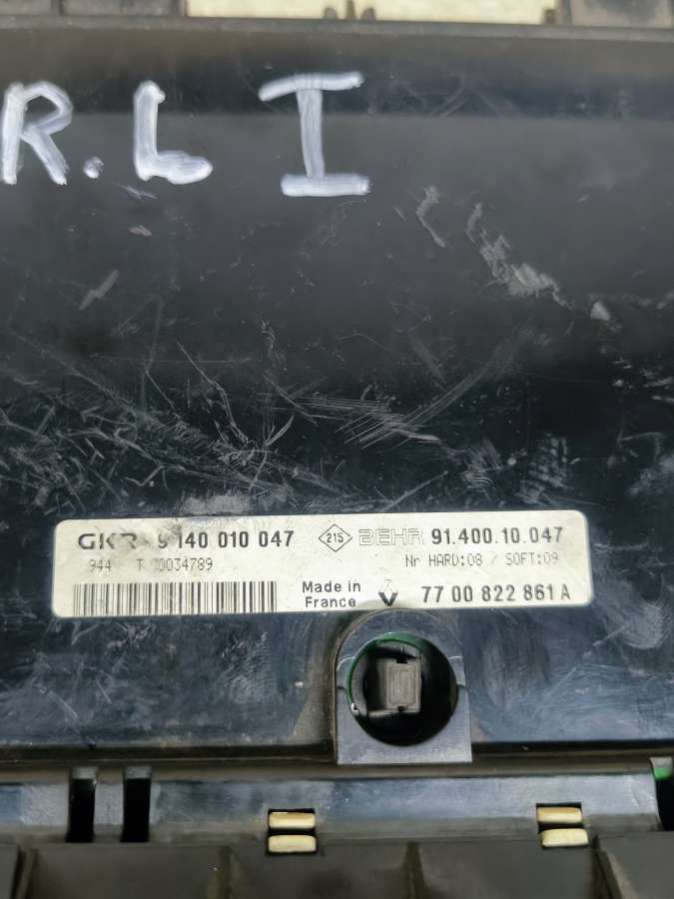 R.L I
GKR 9 140 010 047 215 BEHR 91.400.10.047
944 T 10034789 Nr HARD:08 / SOFT:09
Made in
France 77 00 822 861 A